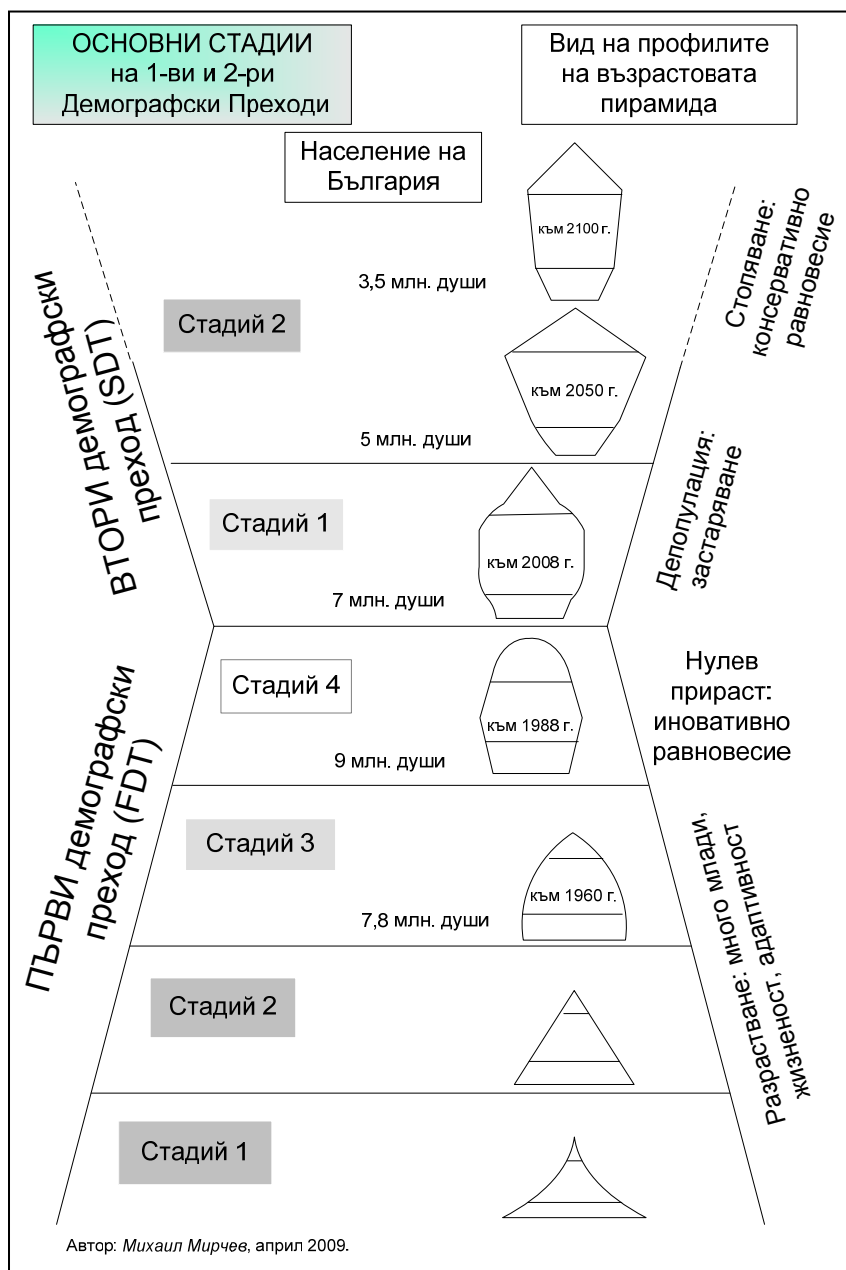 ОСНОВНИ СТАДИИ
на 1-ви и 2-ри
Демографски Преходи
Вид на профилите
на възрастовата
пирамида
Население на
България
към 2100 г.
3,5 млн. души
Стадий 2
към 2050 г.
5 млн. души
Стопяване:
консервативно
равновесие
ВТОРИ демографски
преход (SDT)
Стадий 1
към 2008 г.
7 млн. души
Депопулация:
застаряване
Стадий 4
към 1988 г.
9 млн. души
Нулев
прираст:
иновативно
равновесие
ПЪРВИ демографски
преход (FDT)
Стадий 3
към 1960 г.
7,8 млн. души
Разрастване: много млади,
жизненост, адаптивност
Стадий 2
Стадий 1
Автор: Михаил Мирчев, април 2009.